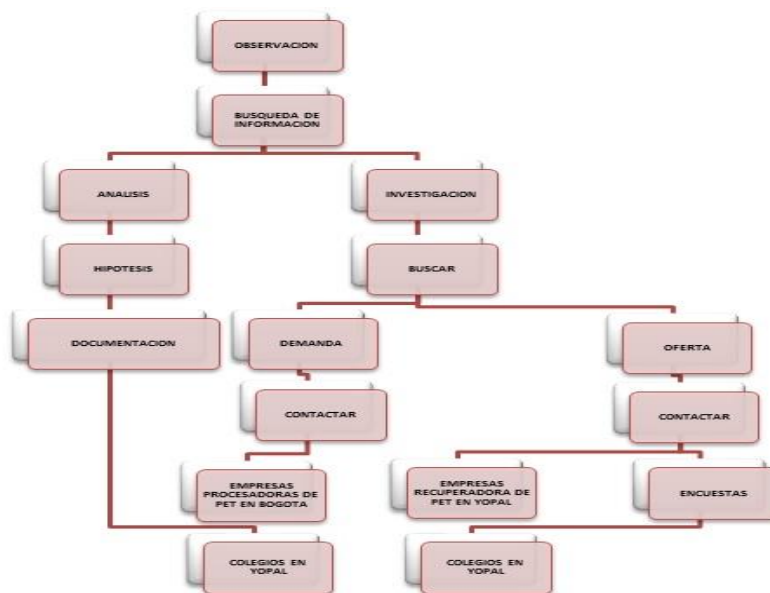 OBSERVACION
BUSQUEDA DE
INFORMACION
ANALISIS
INVESTIGACION
HIPOTESIS
BUSCAR
DOCUMENTACION
DEMANDA
OFERTA
CONTACTAR
CONTACTAR
EMPRESAS
PROCESADORAS DE
PET EN BOGOTA
EMPRESAS
RECUPERADORA DE
PET EN YOPAL
ENCUESTAS
COLEGIOS EN
YOPAL
COLEGIOS EN
YOPAL